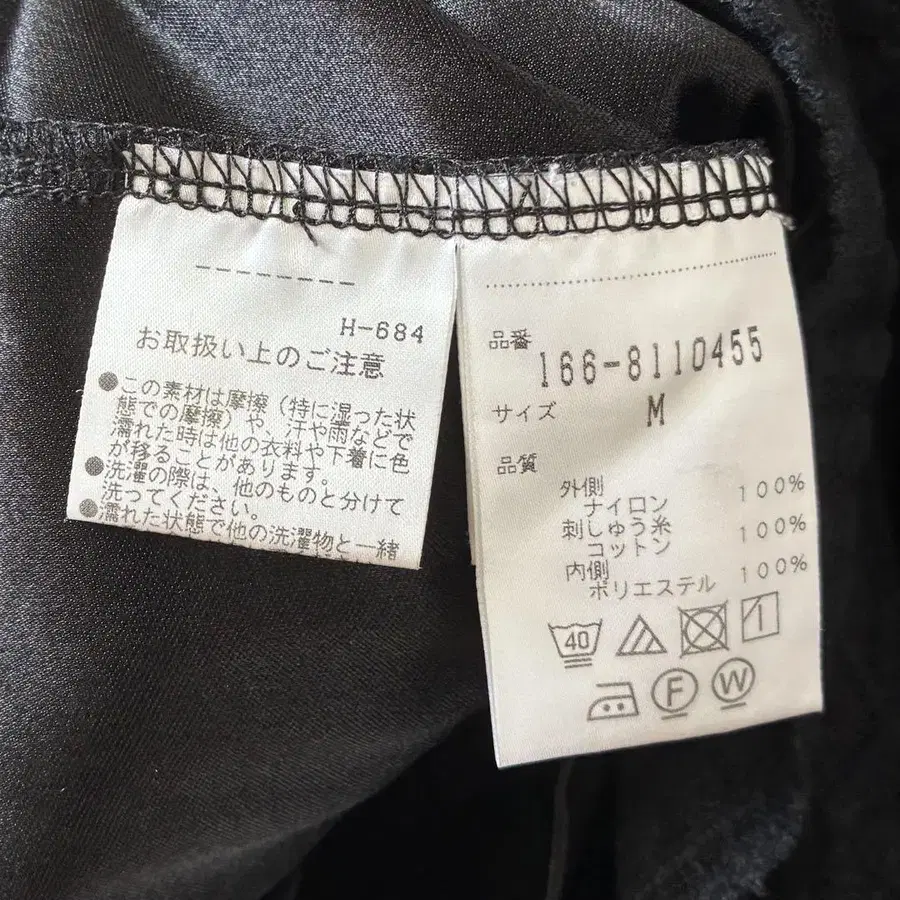 H-684
お取扱い上のご注意
●この素材は摩擦（特に湿った状
態での摩擦）や、汗や雨などで
濡れた時は他の衣料や下着に色
が移ることがあります。
●洗濯の際は、他のものと分けて
洗ってください。
●濡れた状態で他の洗濯物と一緒
品番
166-8110455
サイズ M
品質
外側
ナイロン 100%
刺しゅう糸
コットン 100%
内側
ポリエステル 100%
40
F W